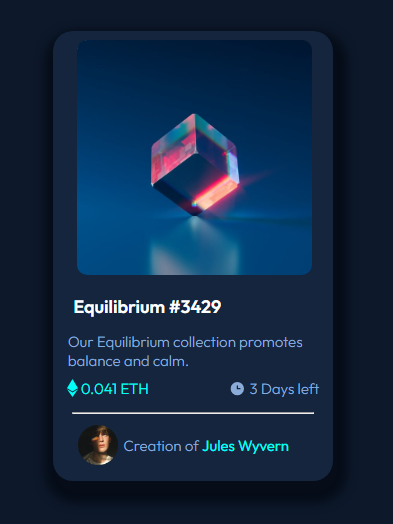 Equilibrium #3429
Our Equilibrium collection promotes
balance and calm.
0.041 ETH 3 Days left
Creation of Jules Wyvern